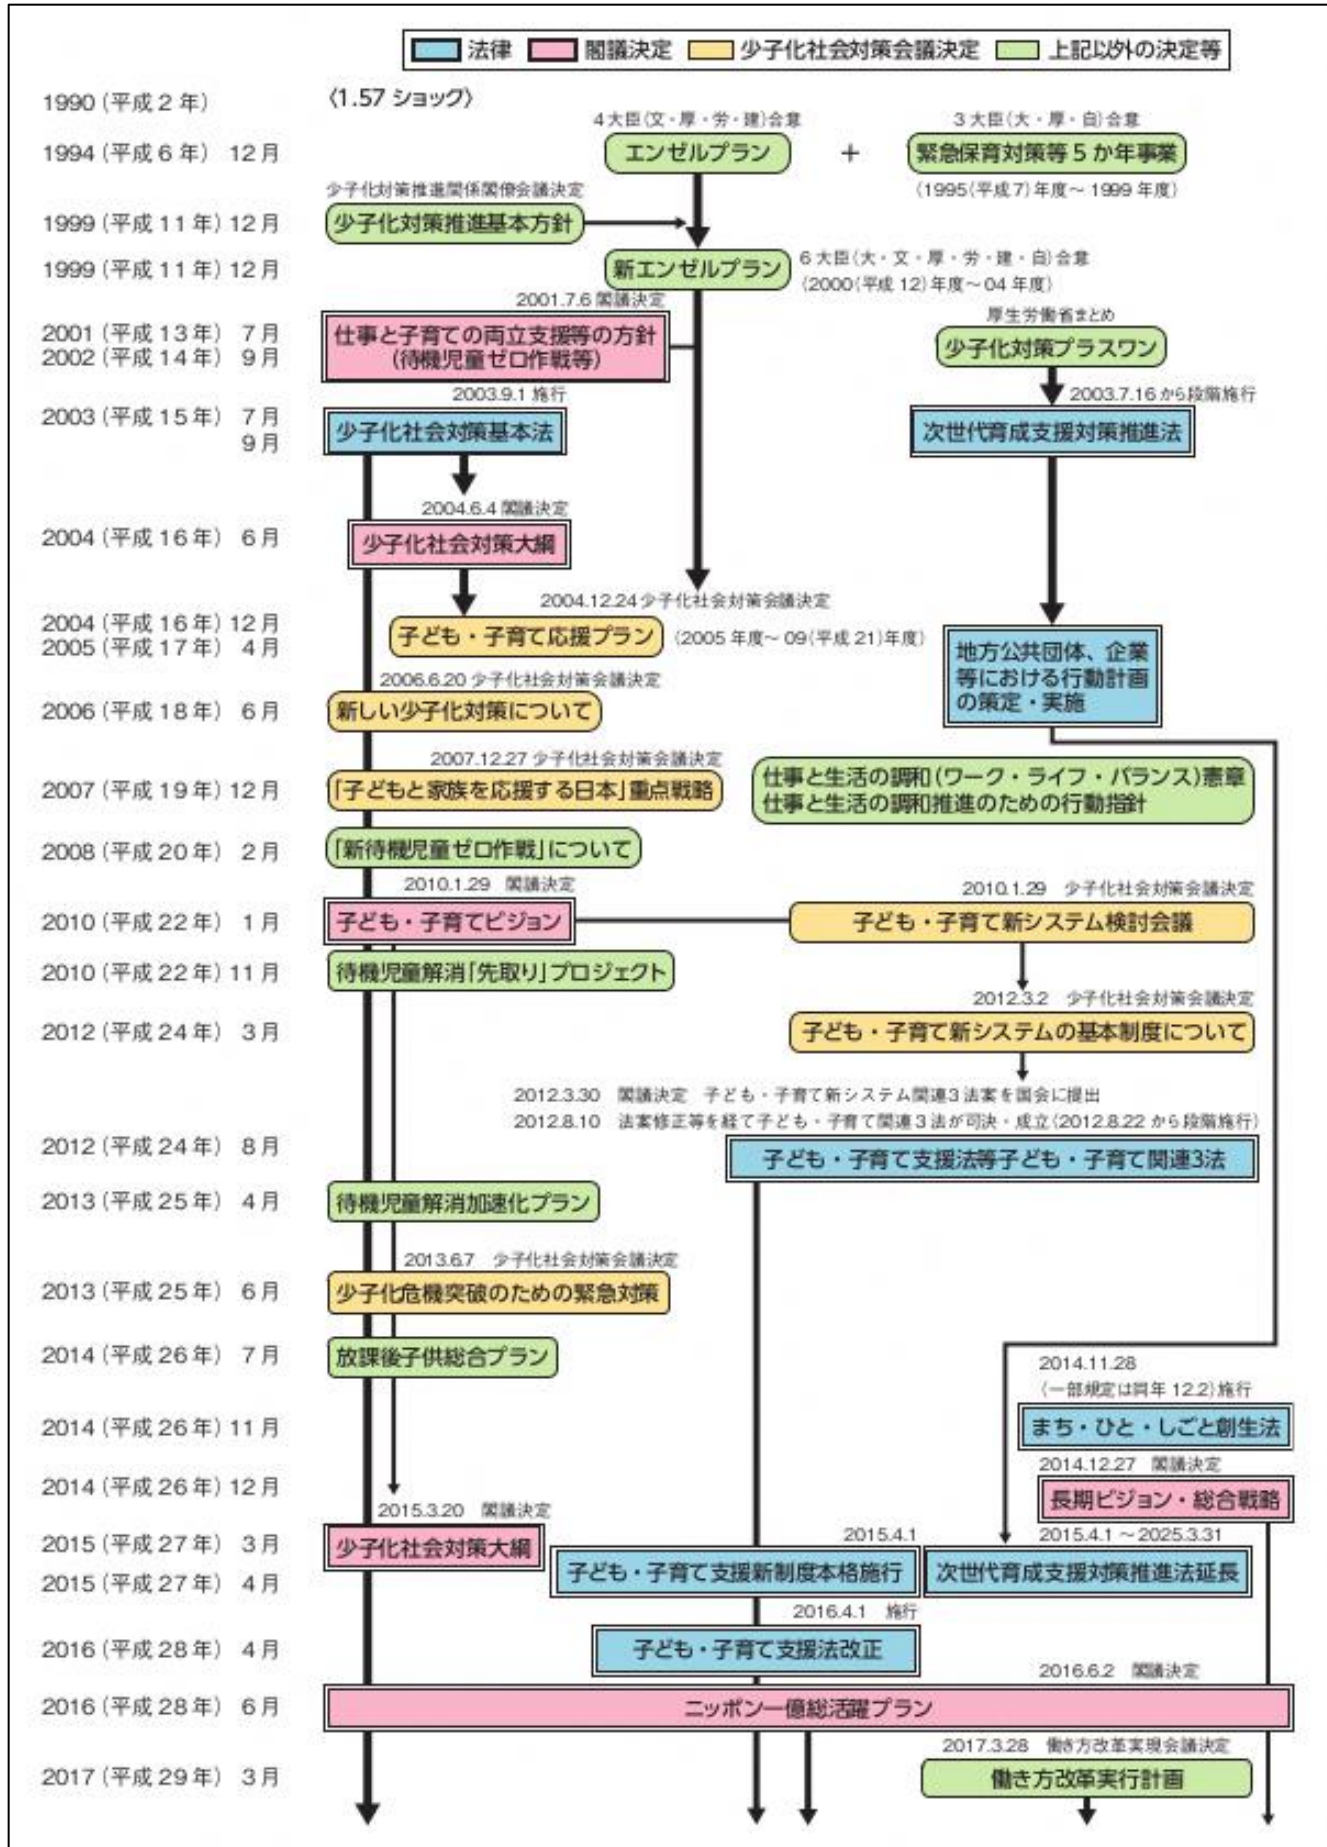 法律 閣議決定 少子化社会対策会議決定 上記以外の決定等
1990(平成2年)
〈1.57 ショック〉
4大臣(文・厚・労・建)合意
3大臣(大・厚・自)合意
1994(平成6年) 12月
エンゼルプラン
+
緊急保育対策等5か年事業
(1995(平成7)年度~1999年度)
少子化対策推進関係閣僚会議決定
1999(平成11年)12月
少子化対策推進基本方針
1999(平成11年)12月
新エンゼルプラン
6大臣(大・文・厚・労・建・自)合意
(2000(平成12)年度~04年度)
2001.7.6 閣議決定
2001(平成13年) 7月
2002(平成14年) 9月
仕事と子育ての両立支援等の方針
(待機児童ゼロ作戦等)
厚生労働省まとめ
少子化対策プラスワン
2003.9.1 施行
2003.7.16から段階施行
2003(平成15年) 7月
9月
少子化社会対策基本法
次世代育成支援対策推進法
2004.6.4 閣議決定
2004(平成16年) 6月
少子化社会対策大綱
2004.12.24 少子化社会対策会議決定
2004(平成16年)12月
2005(平成17年) 4月
子ども・子育て応援プラン
(2005年度~09(平成21)年度)
地方公共団体、企業
等における行動計画
の策定・実施
2006.6.20 少子化社会対策会議決定
2006(平成18年) 6月
新しい少子化対策について
2007.12.27 少子化社会対策会議決定
2007(平成19年)12月
「子どもと家族を応援する日本」重点戦略
仕事と生活の調和(ワーク・ライフ・バランス)憲章
仕事と生活の調和推進のための行動指針
2008(平成20年) 2月
「新待機児童ゼロ作戦」について
2010.1.29 閣議決定
2010.1.29 少子化社会対策会議決定
2010(平成22年) 1月
子ども・子育てビジョン
子ども・子育て新システム検討会議
2010(平成22年)11月
待機児童解消「先取り」プロジェクト
2012.3.2 少子化社会対策会議決定
2012(平成24年) 3月
子ども・子育て新システムの基本制度について
2012.3.30 閣議決定 子ども・子育て新システム関連3法案を国会に提出
2012.8.10 法案修正等を経て子ども・子育て関連3法が可決・成立(2012.8.22から段階施行)
2012(平成24年) 8月
子ども・子育て支援法等子ども・子育て関連3法
2013(平成25年) 4月
待機児童解消加速化プラン
2013.6.7 少子化社会対策会議決定
2013(平成25年) 6月
少子化危機突破のための緊急対策
2014(平成26年) 7月
放課後子供総合プラン
2014.11.28
(一部規定は同年12.2)施行
2014(平成26年)11月
まち・ひと・しごと創生法
2014.12.27 閣議決定
2014(平成26年)12月
長期ビジョン・総合戦略
2015.3.20 閣議決定
2015(平成27年) 3月
少子化社会対策大綱
2015.4.1
2015.4.1 ~2025.3.31
2015(平成27年) 4月
子ども・子育て支援新制度本格施行
次世代育成支援対策推進法延長
2016.4.1 施行
2016(平成28年) 4月
子ども・子育て支援法改正
2016.6.2 閣議決定
2016(平成28年) 6月
ニッポン一億総活躍プラン
2017.3.28 働き方改革実現会議決定
2017(平成29年) 3月
働き方改革実行計画